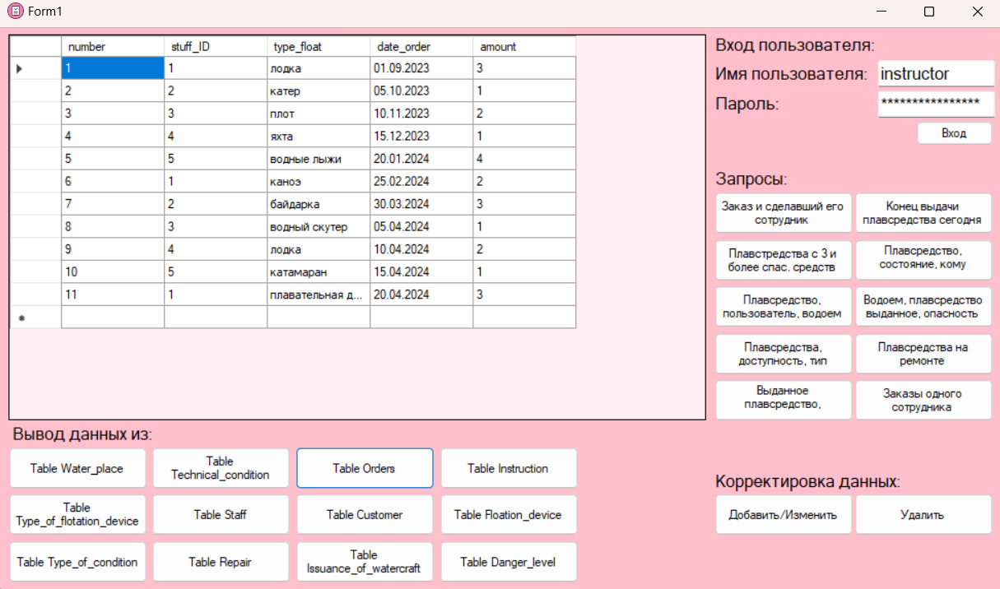 Form1
number stuff_ID type_float date_order amount
1 1 лодка 01.09.2023 3
2 2 катер 05.10.2023 1
3 3 плот 10.11.2023 2
4 4 яхта 15.12.2023 1
5 5 водные лыжи 20.01.2024 4
6 1 каноэ 25.02.2024 2
7 2 байдарка 30.03.2024 3
8 3 водный скутер 05.04.2024 1
9 4 лодка 10.04.2024 2
10 5 катамаран 15.04.2024 1
11 1 плавательная д... 20.04.2024 3
Вход пользователя:
Имя пользователя: instructor
Пароль: ****************
Вход
Запросы:
Заказ и сделавший его
сотрудник
Конец выдачи
плавсредства сегодня
Плавстредства с 3 и
более спас. средств
Плавсредство,
состояние, кому
Плавсредство,
пользователь, водоем
Водоем, плавсредство
выданное, опасность
Плавсредства,
доступность, тип
Плавсредства на
ремонте
Выданное
плавсредство,
Заказы одного
сотрудника
Вывод данных из:
Table Water_place
Table
Technical_condition
Table Orders
Table Instruction
Table
Type_of_flotation_device
Table Staff
Table Customer
Table Floation_device
Table Type_of_condition
Table Repair
Table
Issuance_of_watercraft
Table Danger_level
Корректировка данных:
Добавить/Изменить
Удалить